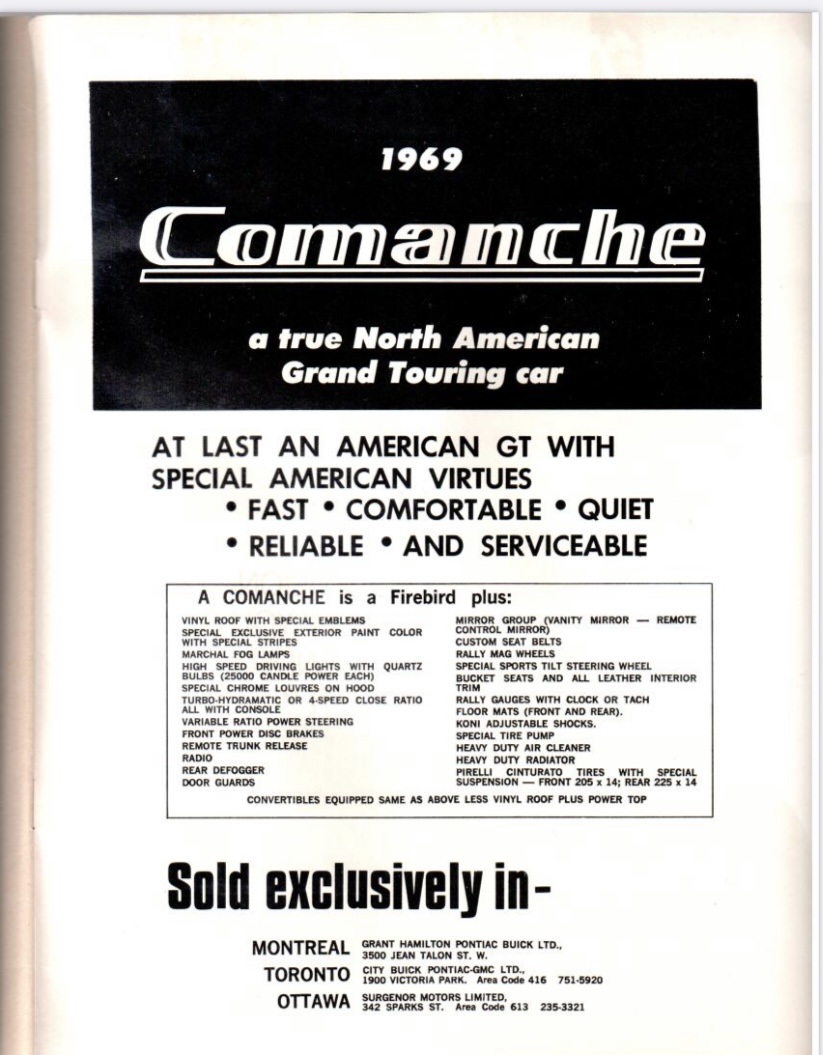 1969
Comanche
a true North American
Grand Touring car
AT LAST AN AMERICAN GT WITH
SPECIAL AMERICAN VIRTUES
• FAST • COMFORTABLE • QUIET
• RELIABLE • AND SERVICEABLE
A COMANCHE is a Firebird plus:
VINYL ROOF WITH SPECIAL EMBLEMS
SPECIAL EXCLUSIVE EXTERIOR PAINT COLOR
WITH SPECIAL STRIPES
MARCHAL FOG LAMPS
HIGH SPEED DRIVING LIGHTS WITH QUARTZ
BULBS (25000 CANDLE POWER EACH)
SPECIAL CHROME LOUVRES ON HOOD
TURBO-HYDRAMATIC OR 4-SPEED CLOSE RATIO
ALL WITH CONSOLE
VARIABLE RATIO POWER STEERING
FRONT POWER DISC BRAKES
REMOTE TRUNK RELEASE
RADIO
REAR DEFOGGER
DOOR GUARDS
MIRROR GROUP (VANITY MIRROR — REMOTE
CONTROL MIRROR)
CUSTOM SEAT BELTS
RALLY MAG WHEELS
SPECIAL SPORTS TILT STEERING WHEEL
BUCKET SEATS AND ALL LEATHER INTERIOR
TRIM
RALLY GAUGES WITH CLOCK OR TACH
FLOOR MATS (FRONT AND REAR).
KONI ADJUSTABLE SHOCKS.
SPECIAL TIRE PUMP
HEAVY DUTY AIR CLEANER
HEAVY DUTY RADIATOR
PIRELLI CINTURATO TIRES WITH SPECIAL
SUSPENSION — FRONT 205 x 14; REAR 225 x 14
CONVERTIBLES EQUIPPED SAME AS ABOVE LESS VINYL ROOF PLUS POWER TOP
Sold exclusively in-
MONTREAL GRANT HAMILTON PONTIAC BUICK LTD.,
3500 JEAN TALON ST. W.
TORONTO CITY BUICK PONTIAC-GMC LTD.,
1900 VICTORIA PARK. Area Code 416 751-5920
OTTAWA SURGENOR MOTORS LIMITED,
342 SPARKS ST. Area Code 613 235-3321